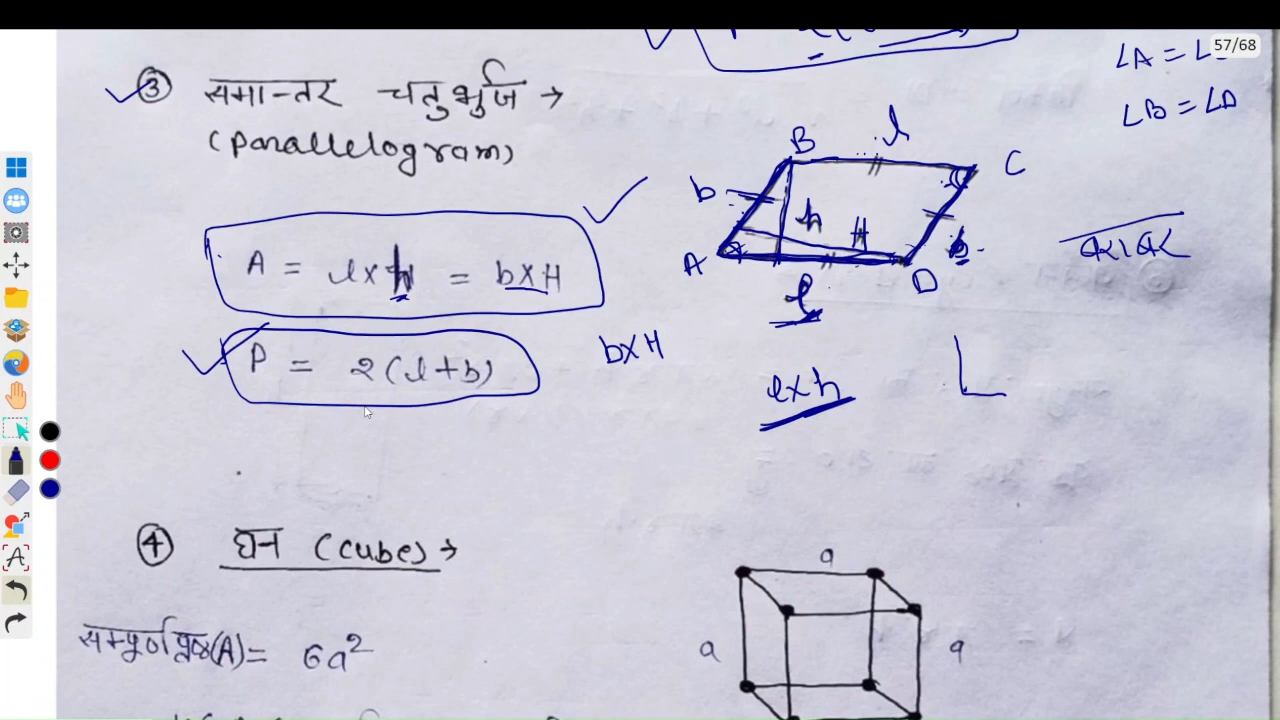 57/68
∠B = ∠D
③ समान्तर चतुर्भुज →
(Parallelogram)
B
l
C
b
h
H
b
A
D
l
A = l×h = b×H
P = 2(l+b)
b×H
l×h
④ घन (cube) →
a
a
a
सम्पूर्ण पृष्ठ(A) = 6a²